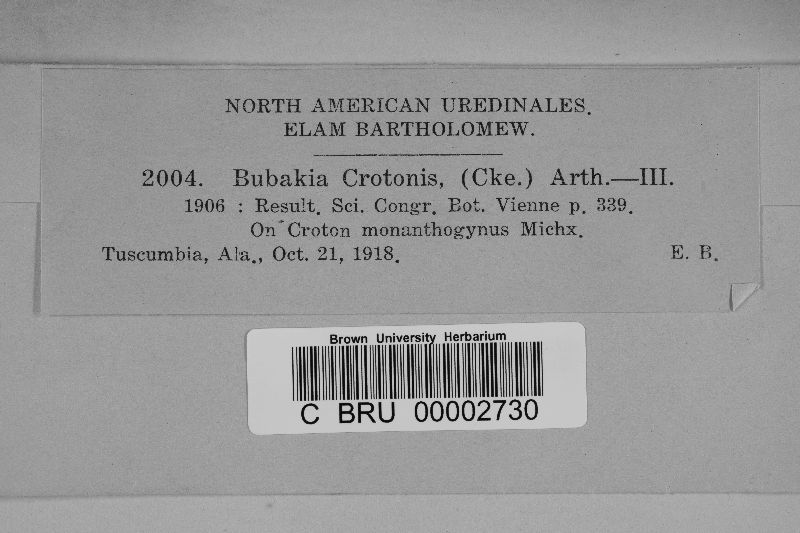 NORTH AMERICAN UREDINALES.
ELAM BARTHOLOMEW.
2004. Bubakia Crotonis, (Cke.) Arth.—III.
1906 : Result. Sci. Congr. Bot. Vienne p. 339.
On Croton monanthogynus Michx.
Tuscumbia, Ala., Oct. 21, 1918. E. B.
Brown University Herbarium
C BRU 00002730